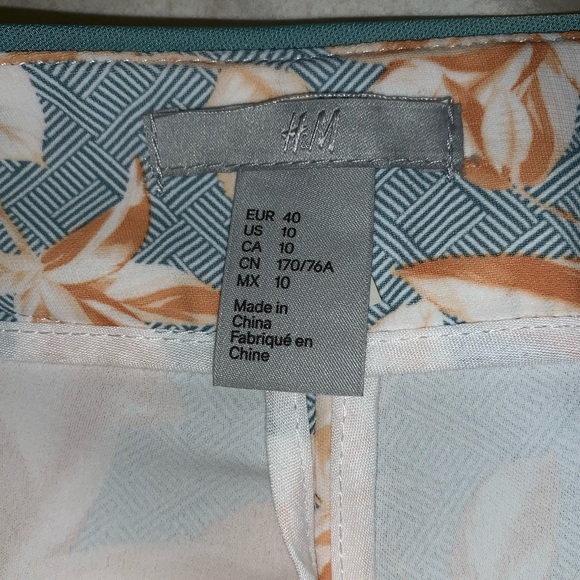 H&M
EUR 40
US 10
CA 10
CN 170/76A
MX 10
Made in
China
Fabriqué en
Chine